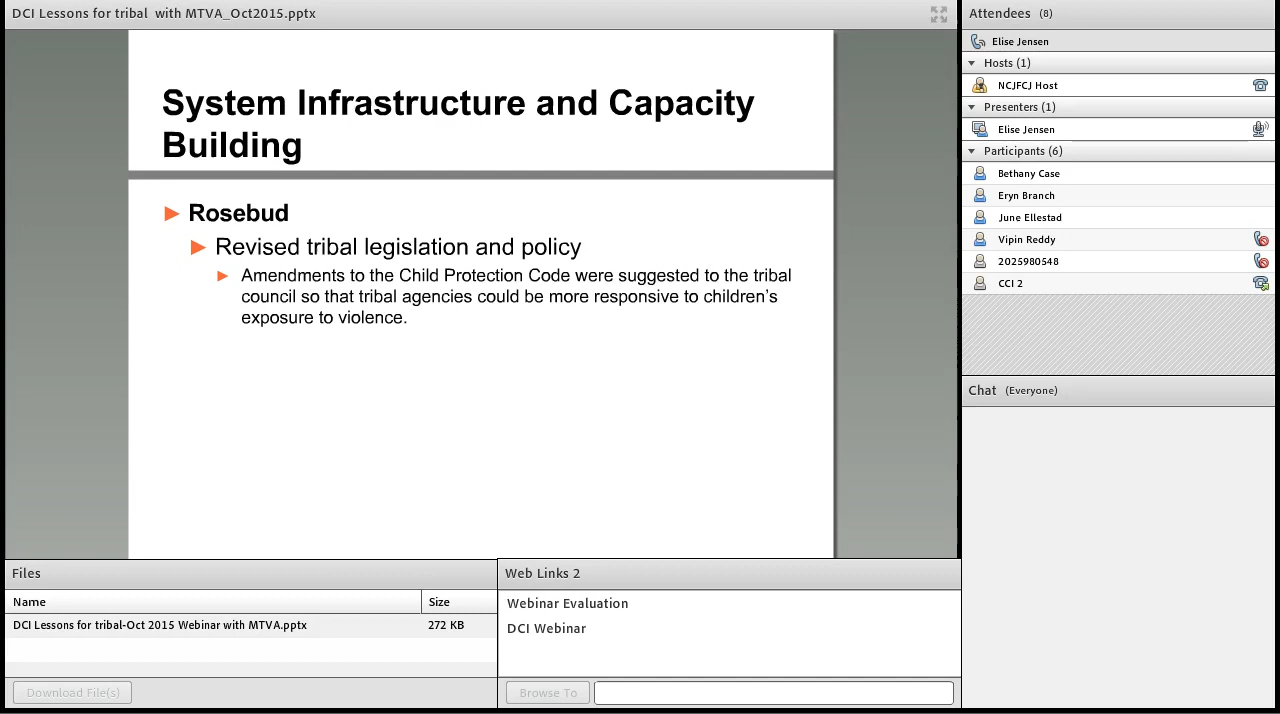 DCI Lessons for tribal with MTVA_Oct2015.pptx
System Infrastructure and Capacity
Building
Rosebud
Revised tribal legislation and policy
Amendments to the Child Protection Code were suggested to the tribal
council so that tribal agencies could be more responsive to children's
exposure to violence.
Files
Name Size
DCI Lessons for tribal-Oct 2015 Webinar with MTVA.pptx 272 KB
Download File(s)
Web Links 2
Webinar Evaluation
DCI Webinar
Browse To
Attendees (8)
Elise Jensen
Hosts (1)
NCJFCJ Host
Presenters (1)
Elise Jensen
Participants (6)
Bethany Case
Eryn Branch
June Ellestad
Vipin Reddy
2025980548
CCI 2
Chat (Everyone)